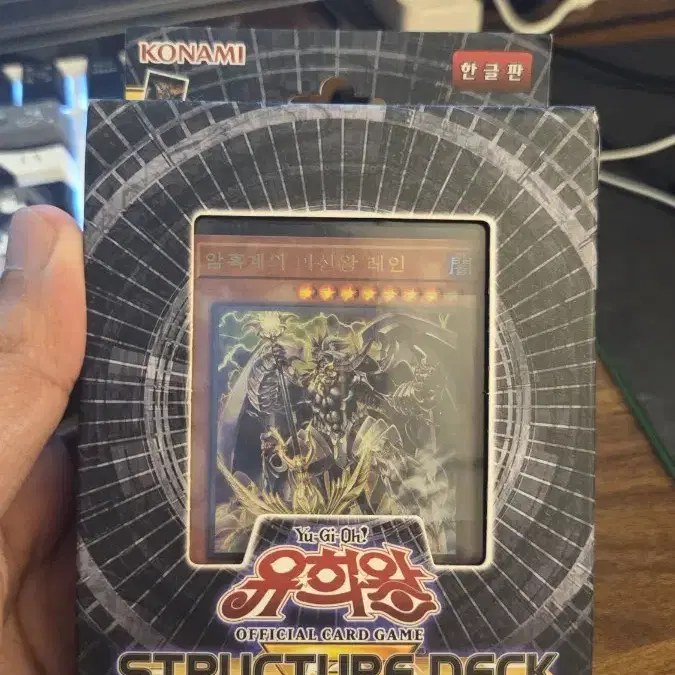 KONAMI
한글판
암흑계의 마신왕 레인
闇
Yu-Gi-Oh!
유희왕
OFFICIAL CARD GAME
STRUCTURE DECK